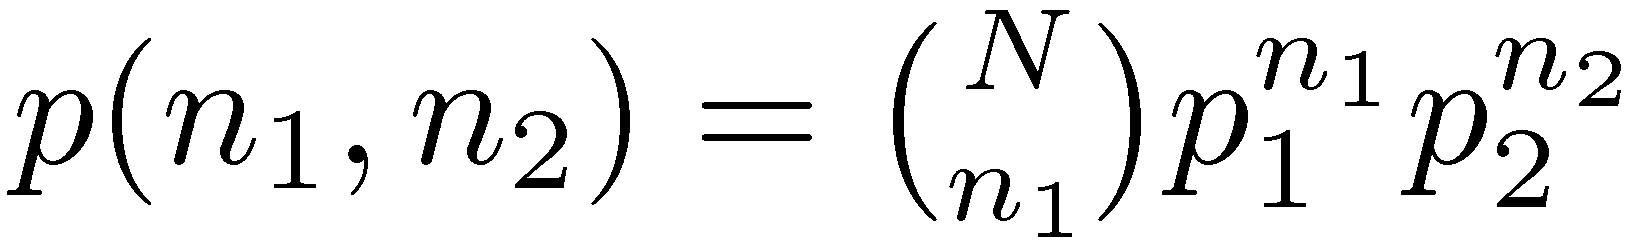 p(n_1, n_2) = \binom{N}{n_1} p_1^{n_1} p_2^{n_2}